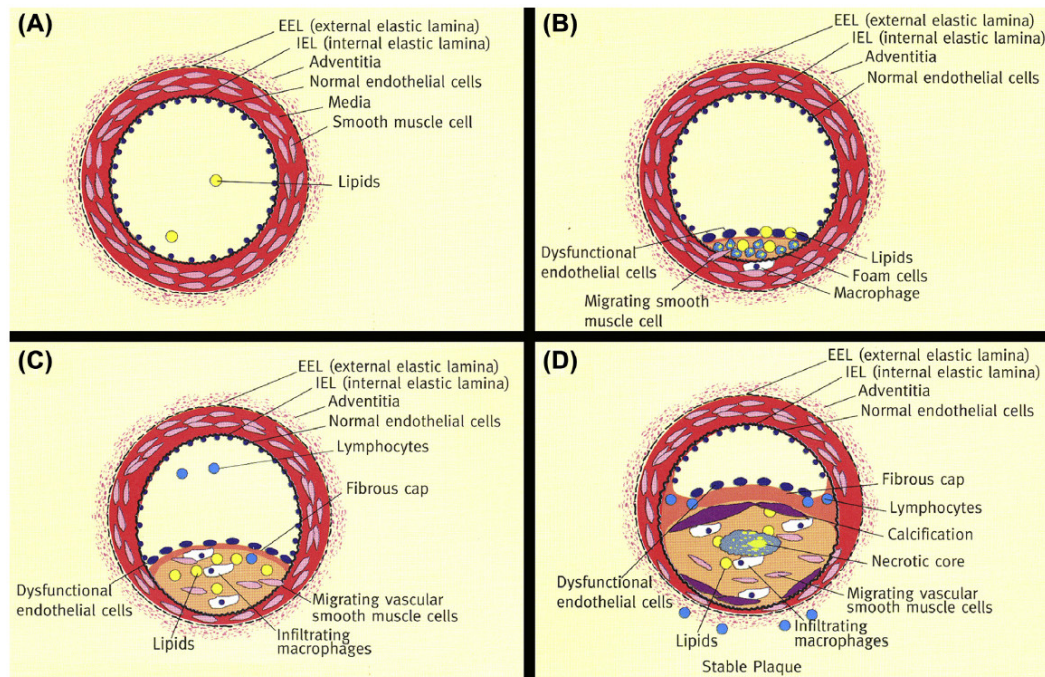 (A)
EEL (external elastic lamina)
IEL (internal elastic lamina)
Adventitia
Normal endothelial cells
Media
Smooth muscle cell
Lipids
(B)
EEL (external elastic lamina)
IEL (internal elastic lamina)
Adventitia
Normal endothelial cells
Dysfunctional
endothelial cells
Lipids
Foam cells
Macrophage
Migrating smooth
muscle cell
(C)
EEL (external elastic lamina)
IEL (internal elastic lamina)
Adventitia
Normal endothelial cells
Lymphocytes
Fibrous cap
Dysfunctional
endothelial cells
Lipids
Infiltrating
macrophages
Migrating vascular
smooth muscle cells
(D)
EEL (external elastic lamina)
IEL (internal elastic lamina)
Adventitia
Normal endothelial cells
Fibrous cap
Lymphocytes
Calcification
Necrotic core
Migrating vascular
smooth muscle cells
Dysfunctional
endothelial cells
Lipids
Infiltrating
macrophages
Stable Plaque